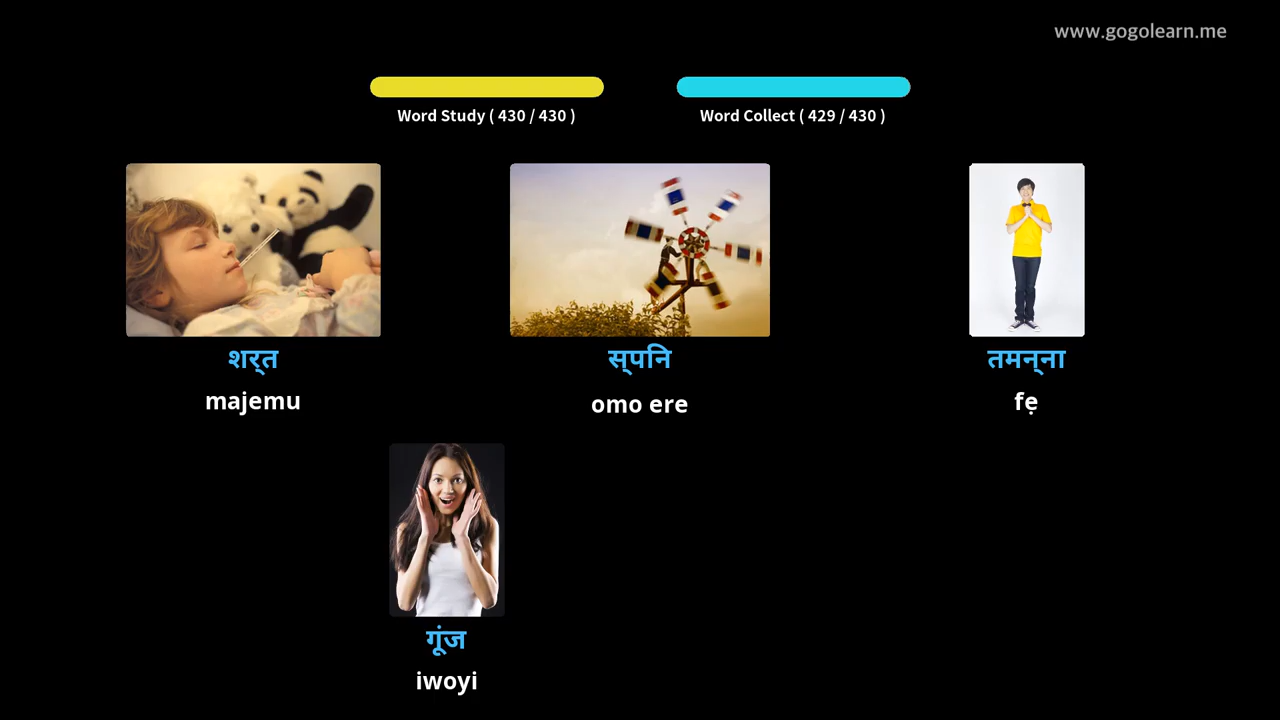 www.gogolearn.me
Word Study ( 430 / 430 )
Word Collect ( 429 / 430 )
शर्त
majemu
स्पनि
omo ere
तमन्ना
fẹ
गूंज
iwoyi